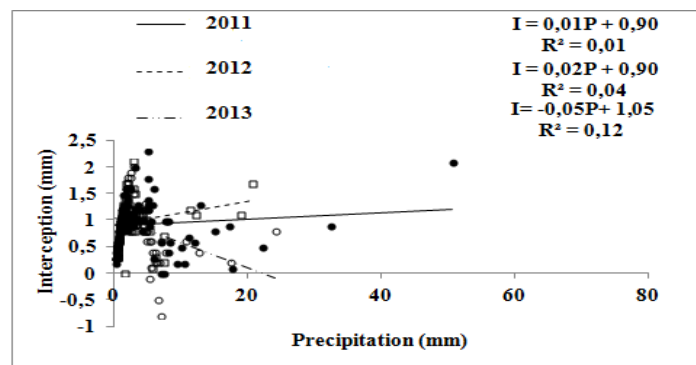 2011
I = 0,01P + 0,90
R² = 0,01
2012
I = 0,02P + 0,90
R² = 0,04
2013
I= -0,05P+ 1,05
R² = 0,12
2,5
2
1,5
1
0,5
0
-0,5
-1
Interception (mm)
0
20
40
60
80
Precipitation (mm)